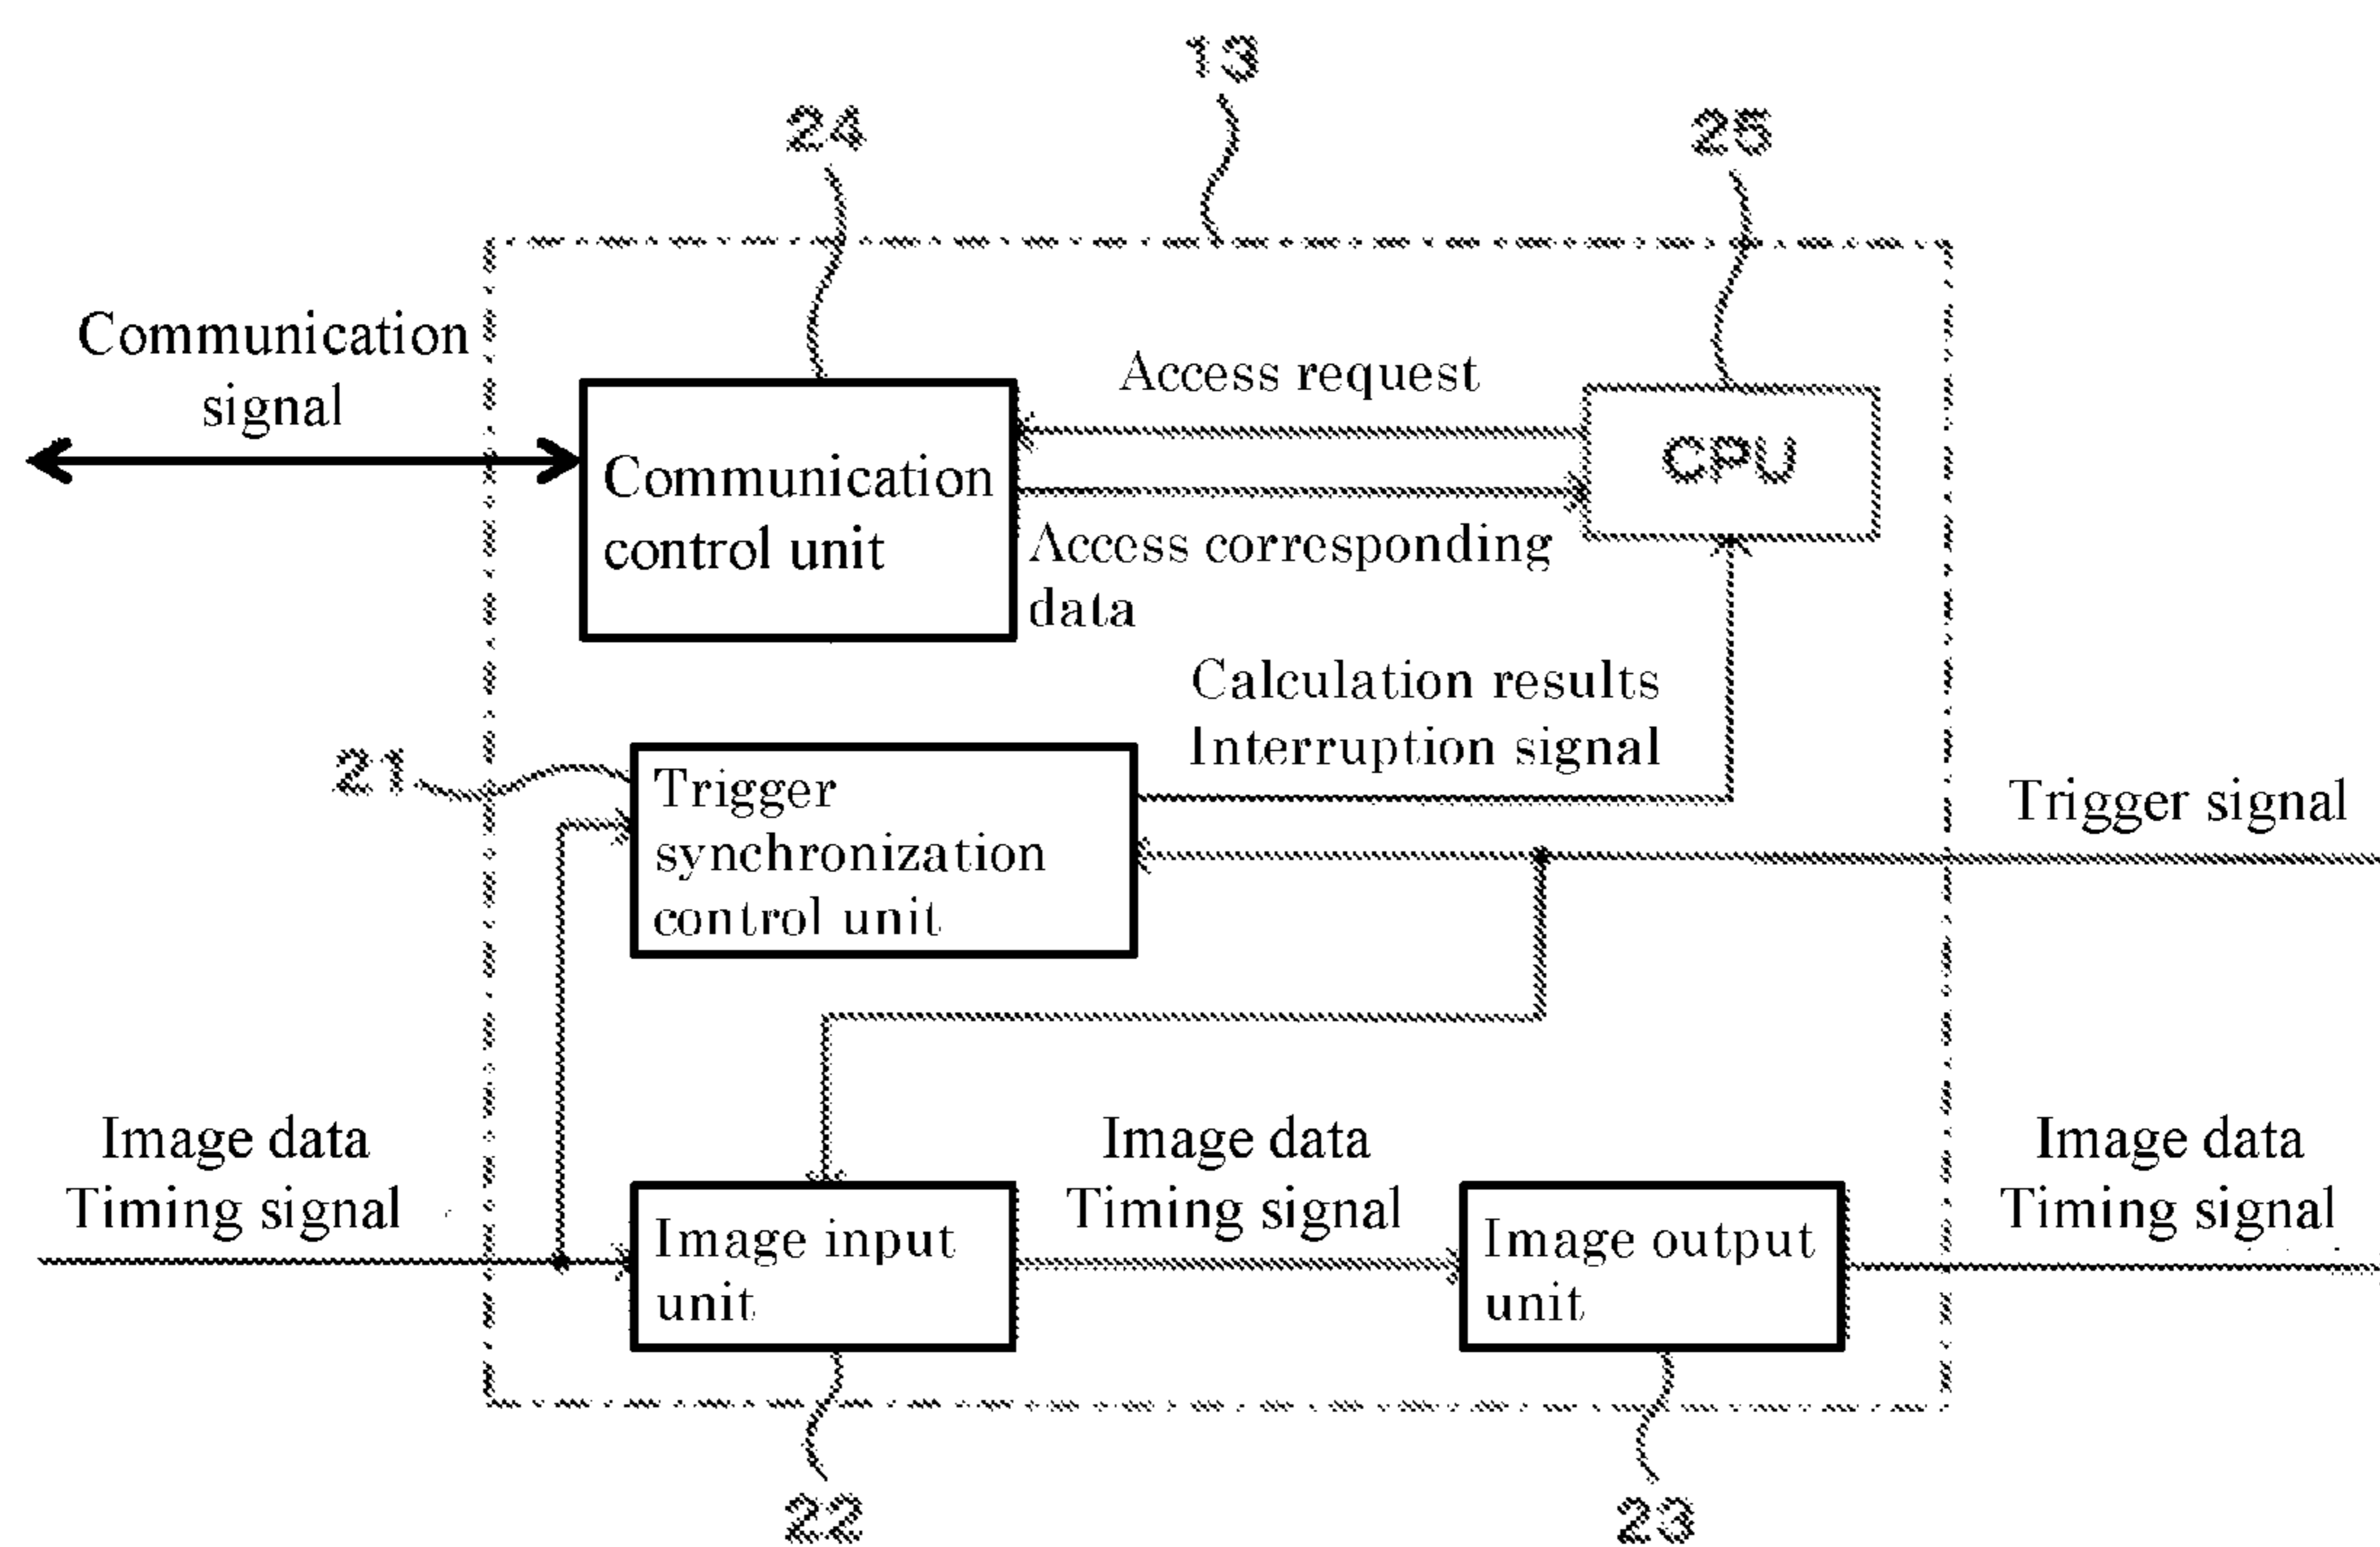 13
24
25
Communication
signal
Access request
CPU
Communication
control unit
Access corresponding
data
Calculation results
Interruption signal
21
Trigger
synchronization
control unit
Trigger signal
Image data
Timing signal
Image data
Timing signal
Image data
Timing signal
Image input
unit
Image output
unit
22
23